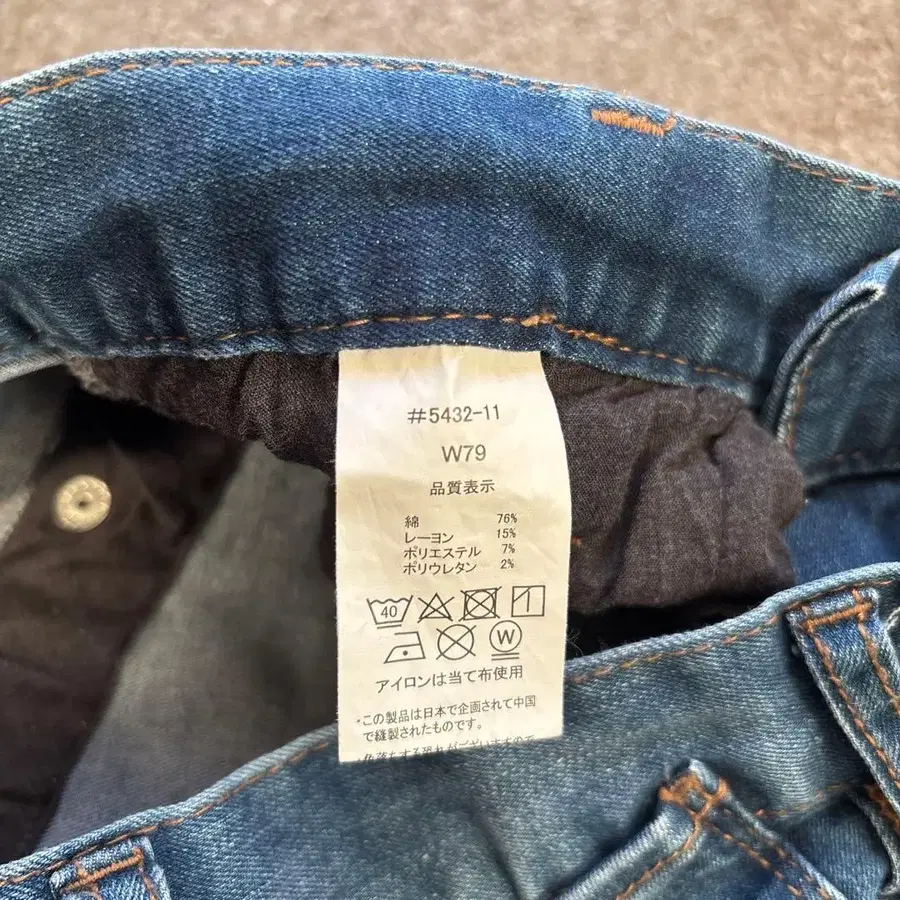 #5432-11
W79
品質表示
綿 76%
レーヨン 15%
ポリエステル 7%
ポリウレタン 2%
40
W
アイロンは当て布使用
・この製品は日本で企画されて中国
で縫製されたものです。